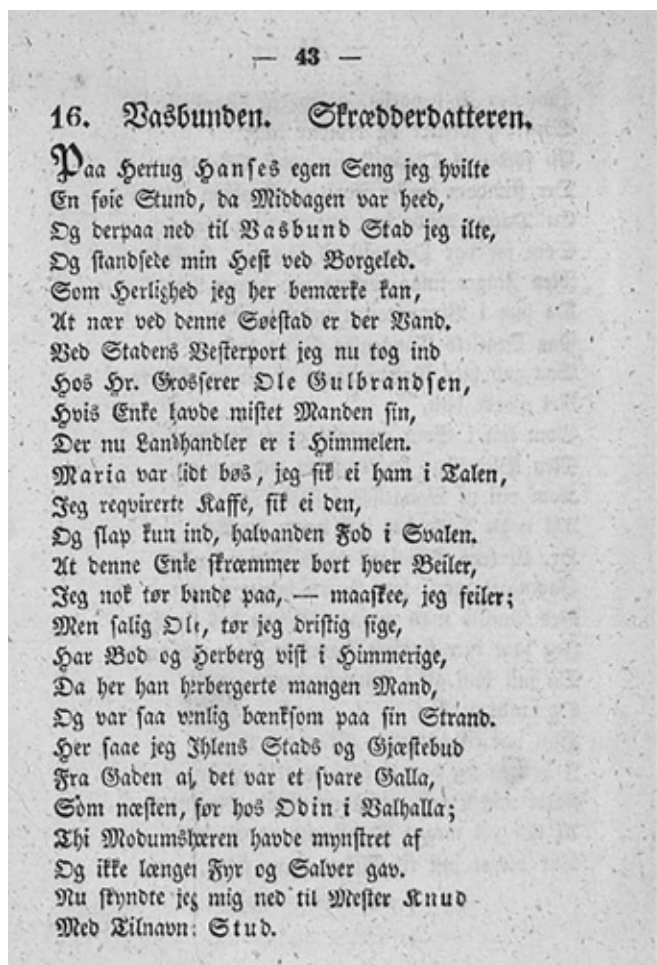 — 43 —
16. Vasbunden. Skrædderdatteren.
Paa Hertug Hanses egen Seng jeg hvilte
En føie Stund, da Middagen var heed,
Og derpaa ned til Vasbund Stad jeg ilte,
Og standsede min Hest ved Borgeled.
Som Herlighed jeg her bemærke kan,
At nær ved denne Søestad er der Vand.
Ved Stadens Vesterport jeg nu tog ind
Hos Hr. Grosserer Ole Gulbrandsen,
Hvis Enke havde mistet Manden sin,
Der nu Landhandler er i Himmelen.
Maria var lidt bøs, jeg fik ei ham i Talen,
Jeg reqvirerte Kaffe, fik ei den,
Og slap kun ind, halvanden Fod i Svalen.
At denne Enke skræmmer bort hver Beiler,
Jeg nok tør bande paa, — maaskee, jeg feiler;
Men salig Ole, tør jeg dristig sige,
Har Bod og Herberg vist i Himmerige,
Da her han herbergerte mangen Mand,
Og var saa venlig bænksom paa sin Strand.
Her saae jeg Ihlens Stads og Gjæstebud
Fra Gaden af, det var et svare Galla,
Som næsten, før hos Odin i Valhalla;
Thi Modumshæren havde mynstret af
Og ikke længer Fyr og Salver gav.
Nu skyndte jeg mig ned til Mester Knud
Med Tilnavn: Stud.